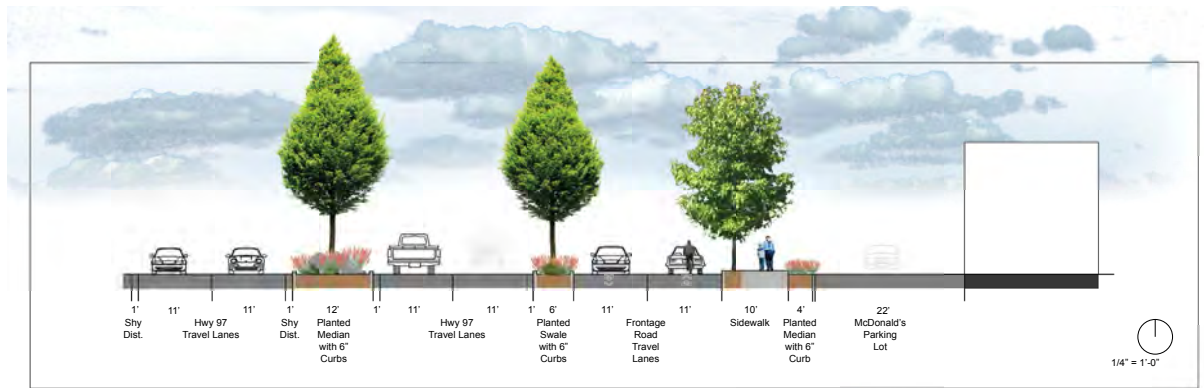 1' 11' 11' 1' 12' 1' 11' 11' 1' 6' 11' 11' 10' 4' 22'
Shy
Dist.
Hwy 97
Travel Lanes
Shy
Dist.
Planted
Median
with 6"
Curbs
Hwy 97
Travel Lanes
Planted
Swale
with 6"
Curbs
Frontage
Road
Travel
Lanes
Sidewalk
Planted
Median
with 6"
Curb
McDonald's
Parking
Lot
1/4" = 1'-0"